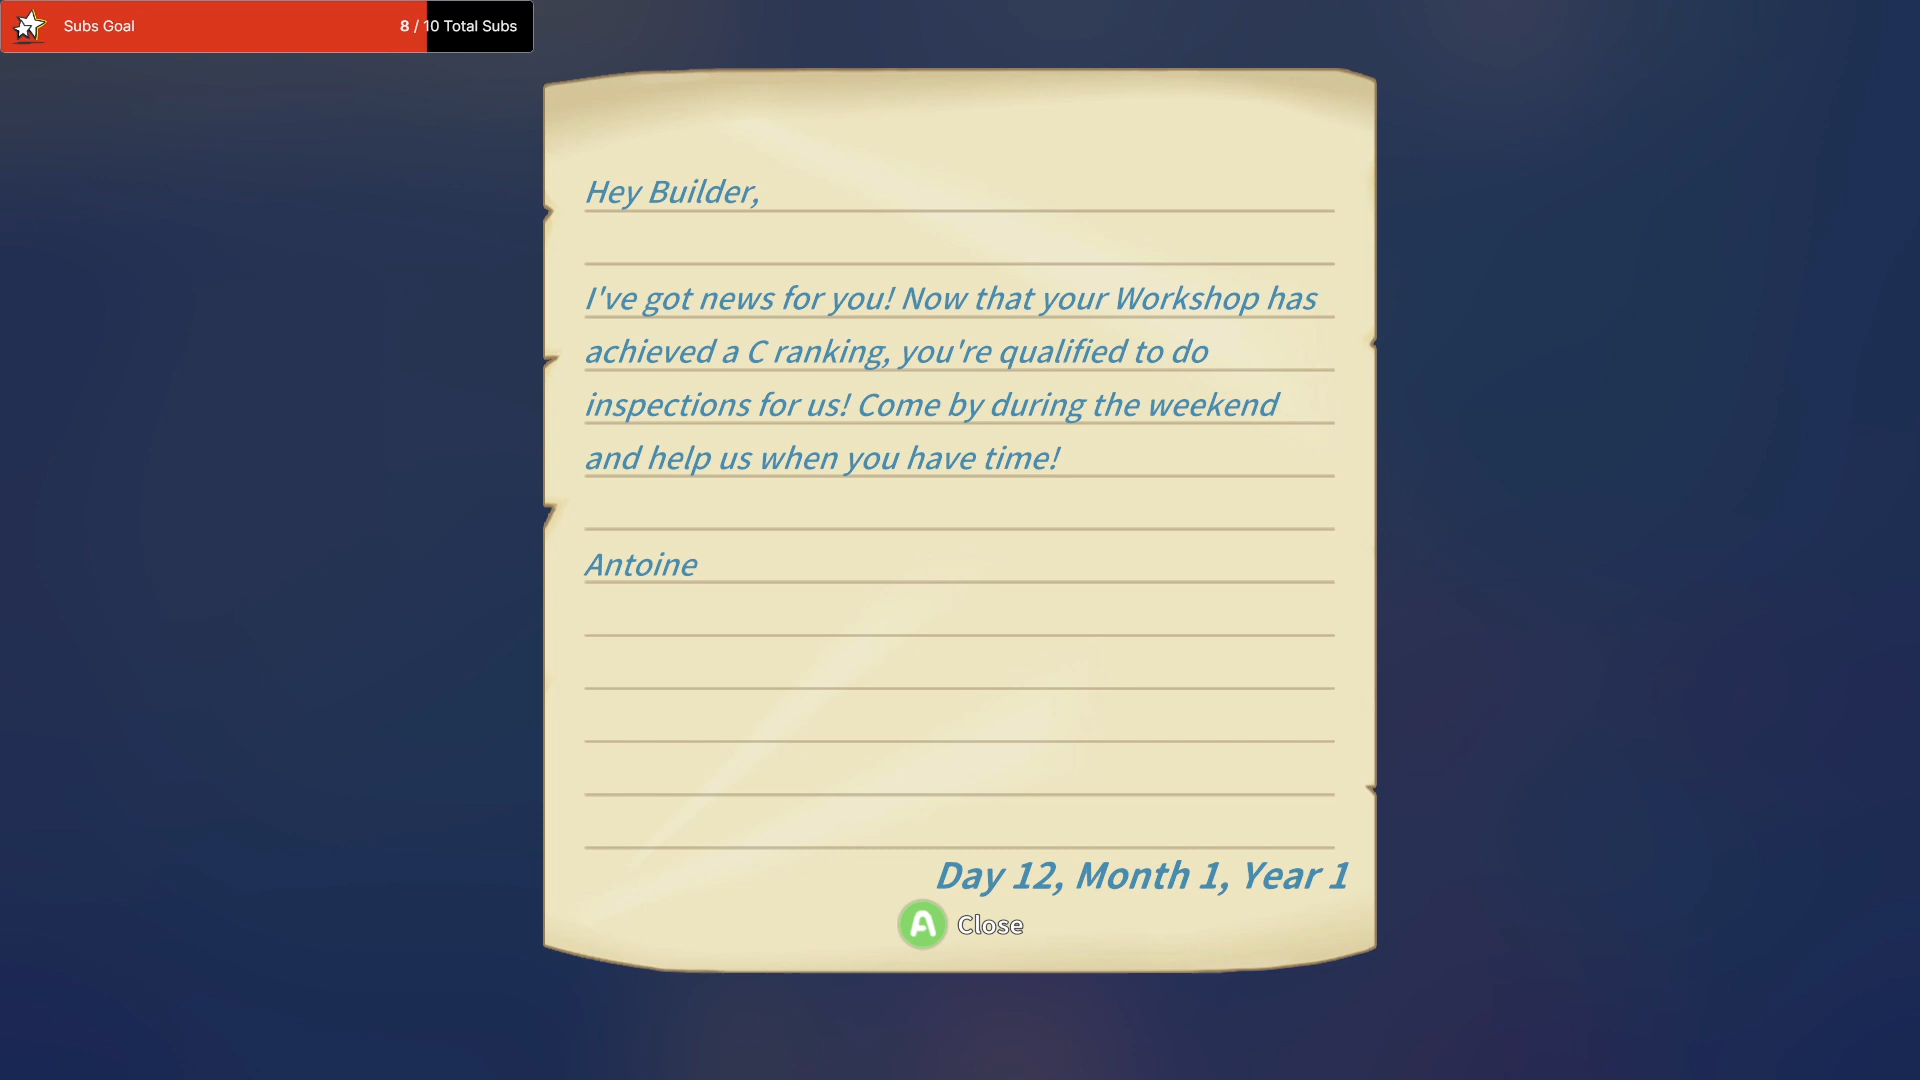 Subs Goal
8 / 10 Total Subs
Hey Builder,
I've got news for you! Now that your Workshop has
achieved a C ranking, you're qualified to do
inspections for us! Come by during the weekend
and help us when you have time!
Antoine
Day 12, Month 1, Year 1
A Close